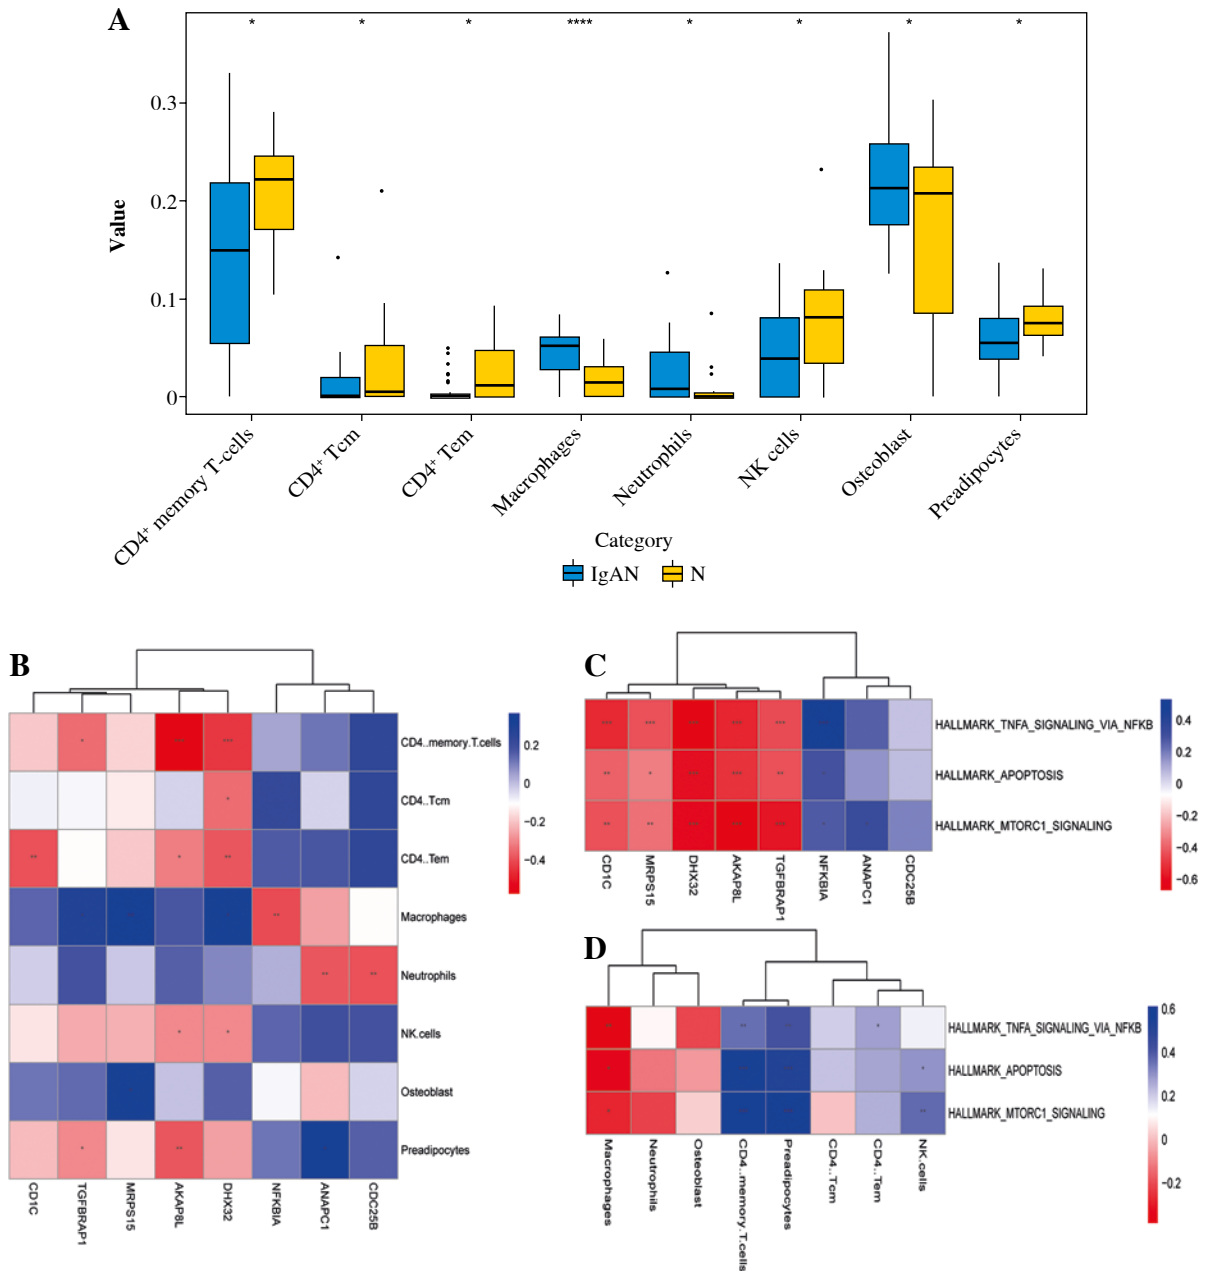 A
* * * **** * * * *
Value
0.3
0.2
0.1
0
CD4+ memory T-cells
CD4+ Tcm
CD4+ Tem
Macrophages
Neutrophils
NK cells
Osteoblast
Preadipocytes
Category
IgAN N
B
CD4..memory.T.cells
CD4..Tcm
CD4..Tem
Macrophages
Neutrophils
NK.cells
Osteoblast
Preadipocytes
CD1C
TGFBRAP1
MRPS15
AKAP8L
DHX32
NFKBIA
ANAPC1
CDC25B
0.2
0
−0.2
−0.4
C
HALLMARK_TNFA_SIGNALING_VIA_NFKB
HALLMARK_APOPTOSIS
HALLMARK_MTORC1_SIGNALING
CD1C
MRPS15
DHX32
AKAP8L
TGFBRAP1
NFKBIA
ANAPC1
CDC25B
0.4
0.2
0
−0.2
−0.4
−0.6
D
HALLMARK_TNFA_SIGNALING_VIA_NFKB
HALLMARK_APOPTOSIS
HALLMARK_MTORC1_SIGNALING
Macrophages
Neutrophils
Osteoblast
CD4..memory.T.cells
Preadipocytes
CD4..Tcm
CD4..Tem
NK.cells
0.6
0.4
0.2
0
−0.2